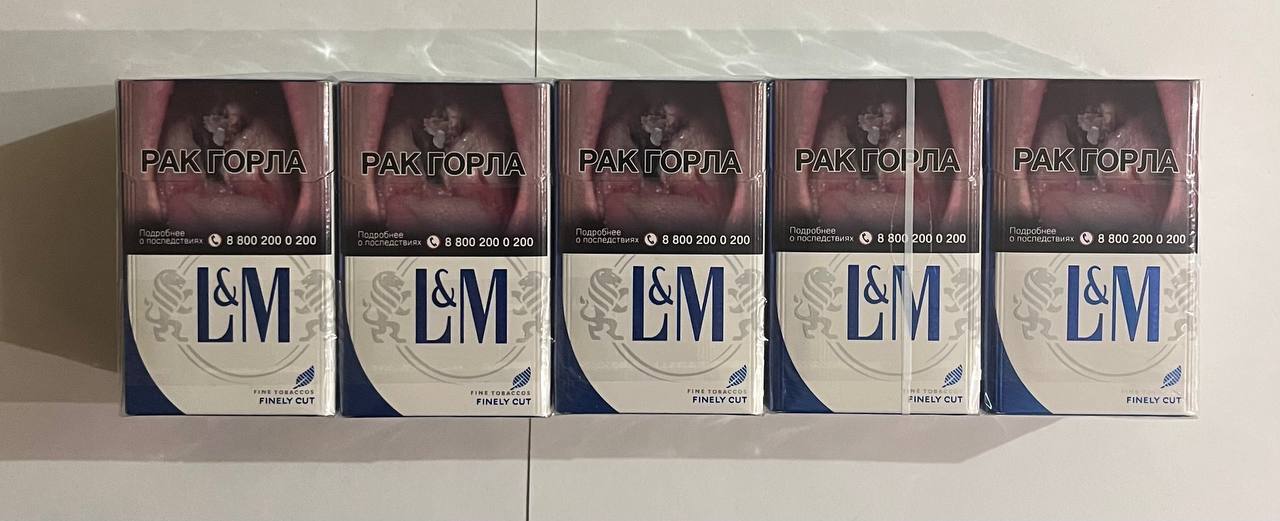 РАК ГОРЛА
Подробнее
о последствиях 8 800 200 0 200
L&M
FINE TOBACCOS
FINELY CUT
РАК ГОРЛА
Подробнее
о последствиях 8 800 200 0 200
L&M
FINE TOBACCOS
FINELY CUT
РАК ГОРЛА
Подробнее
о последствиях 8 800 200 0 200
L&M
FINE TOBACCOS
FINELY CUT
РАК ГОРЛА
Подробнее
о последствиях 8 800 200 0 200
L&M
FINE TOBACCOS
FINELY CUT
РАК ГОРЛА
Подробнее
о последствиях 8 800 200 0 200
L&M
FINE TOBACCOS
FINELY CUT